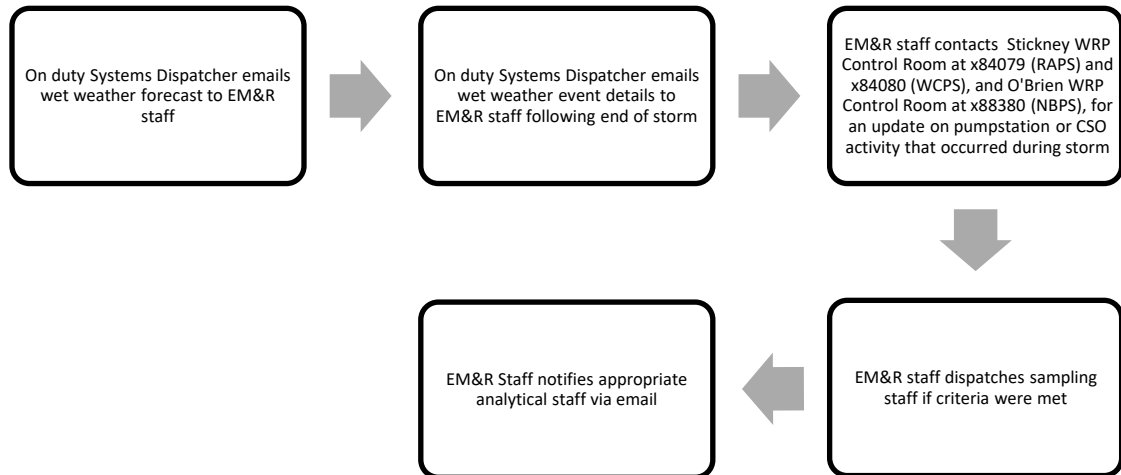 On duty Systems Dispatcher emails
wet weather forecast to EM&R
staff
On duty Systems Dispatcher emails
wet weather event details to
EM&R staff following end of storm
EM&R staff contacts  Stickney WRP
Control Room at x84079 (RAPS) and
x84080 (WCPS), and O'Brien WRP
Control Room at x88380 (NBPS), for
an update on pumpstation or CSO
activity that occurred during storm
EM&R staff dispatches sampling
staff if criteria were met
EM&R Staff notifies appropriate
analytical staff via email